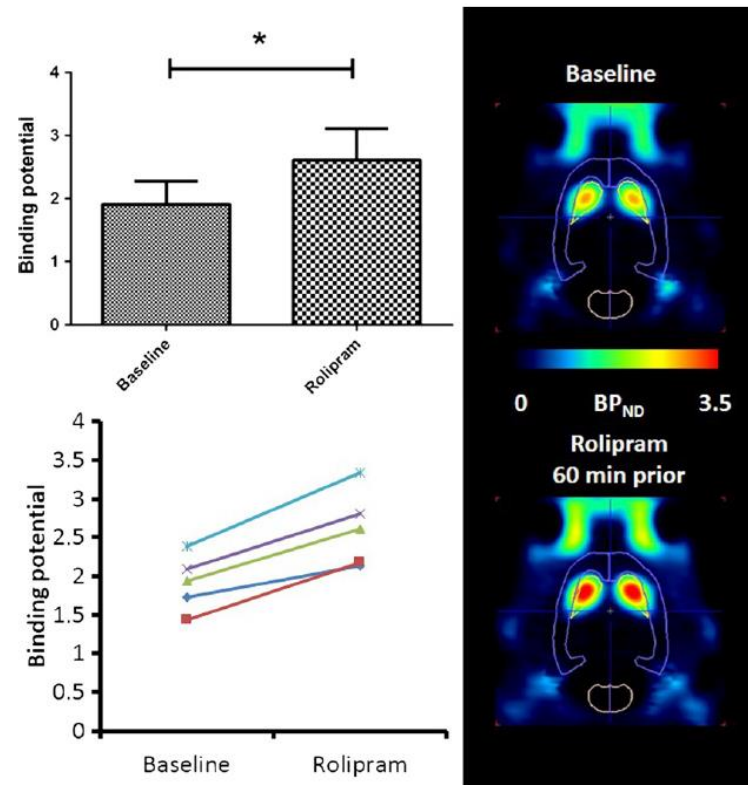 *
Binding potential
4
3
2
1
0
Baseline
Rolipram
Binding potential
4
3.5
3
2.5
2
1.5
1
0.5
0
Baseline Rolipram
Baseline
0 BPND 3.5
Rolipram
60 min prior